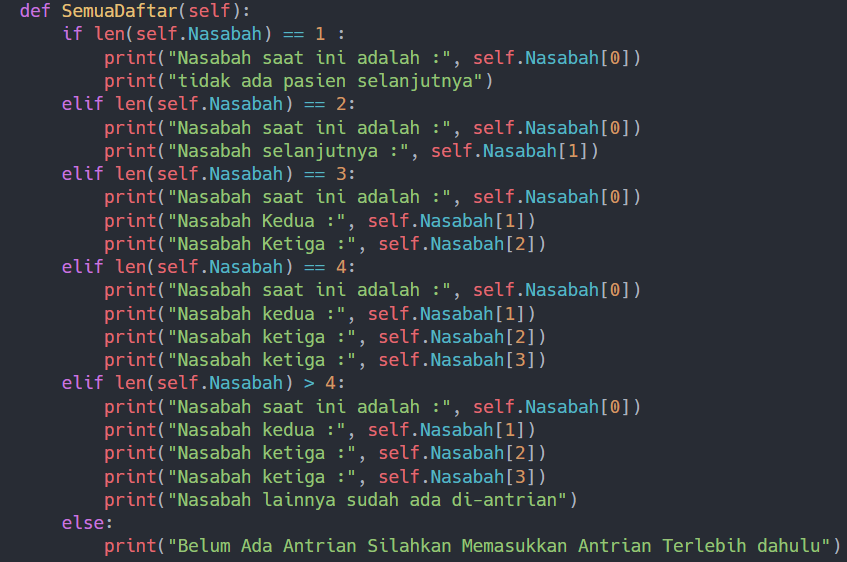 def SemuaDaftar(self):
    if len(self.Nasabah) == 1 :
        print("Nasabah saat ini adalah :", self.Nasabah[0])
        print("tidak ada pasien selanjutnya")
    elif len(self.Nasabah) == 2:
        print("Nasabah saat ini adalah :", self.Nasabah[0])
        print("Nasabah selanjutnya :", self.Nasabah[1])
    elif len(self.Nasabah) == 3:
        print("Nasabah saat ini adalah :", self.Nasabah[0])
        print("Nasabah Kedua :", self.Nasabah[1])
        print("Nasabah Ketiga :", self.Nasabah[2])
    elif len(self.Nasabah) == 4:
        print("Nasabah saat ini adalah :", self.Nasabah[0])
        print("Nasabah kedua :", self.Nasabah[1])
        print("Nasabah ketiga :", self.Nasabah[2])
        print("Nasabah ketiga :", self.Nasabah[3])
    elif len(self.Nasabah) > 4:
        print("Nasabah saat ini adalah :", self.Nasabah[0])
        print("Nasabah kedua :", self.Nasabah[1])
        print("Nasabah ketiga :", self.Nasabah[2])
        print("Nasabah ketiga :", self.Nasabah[3])
        print("Nasabah lainnya sudah ada di-antrian")
    else:
        print("Belum Ada Antrian Silahkan Memasukkan Antrian Terlebih dahulu")